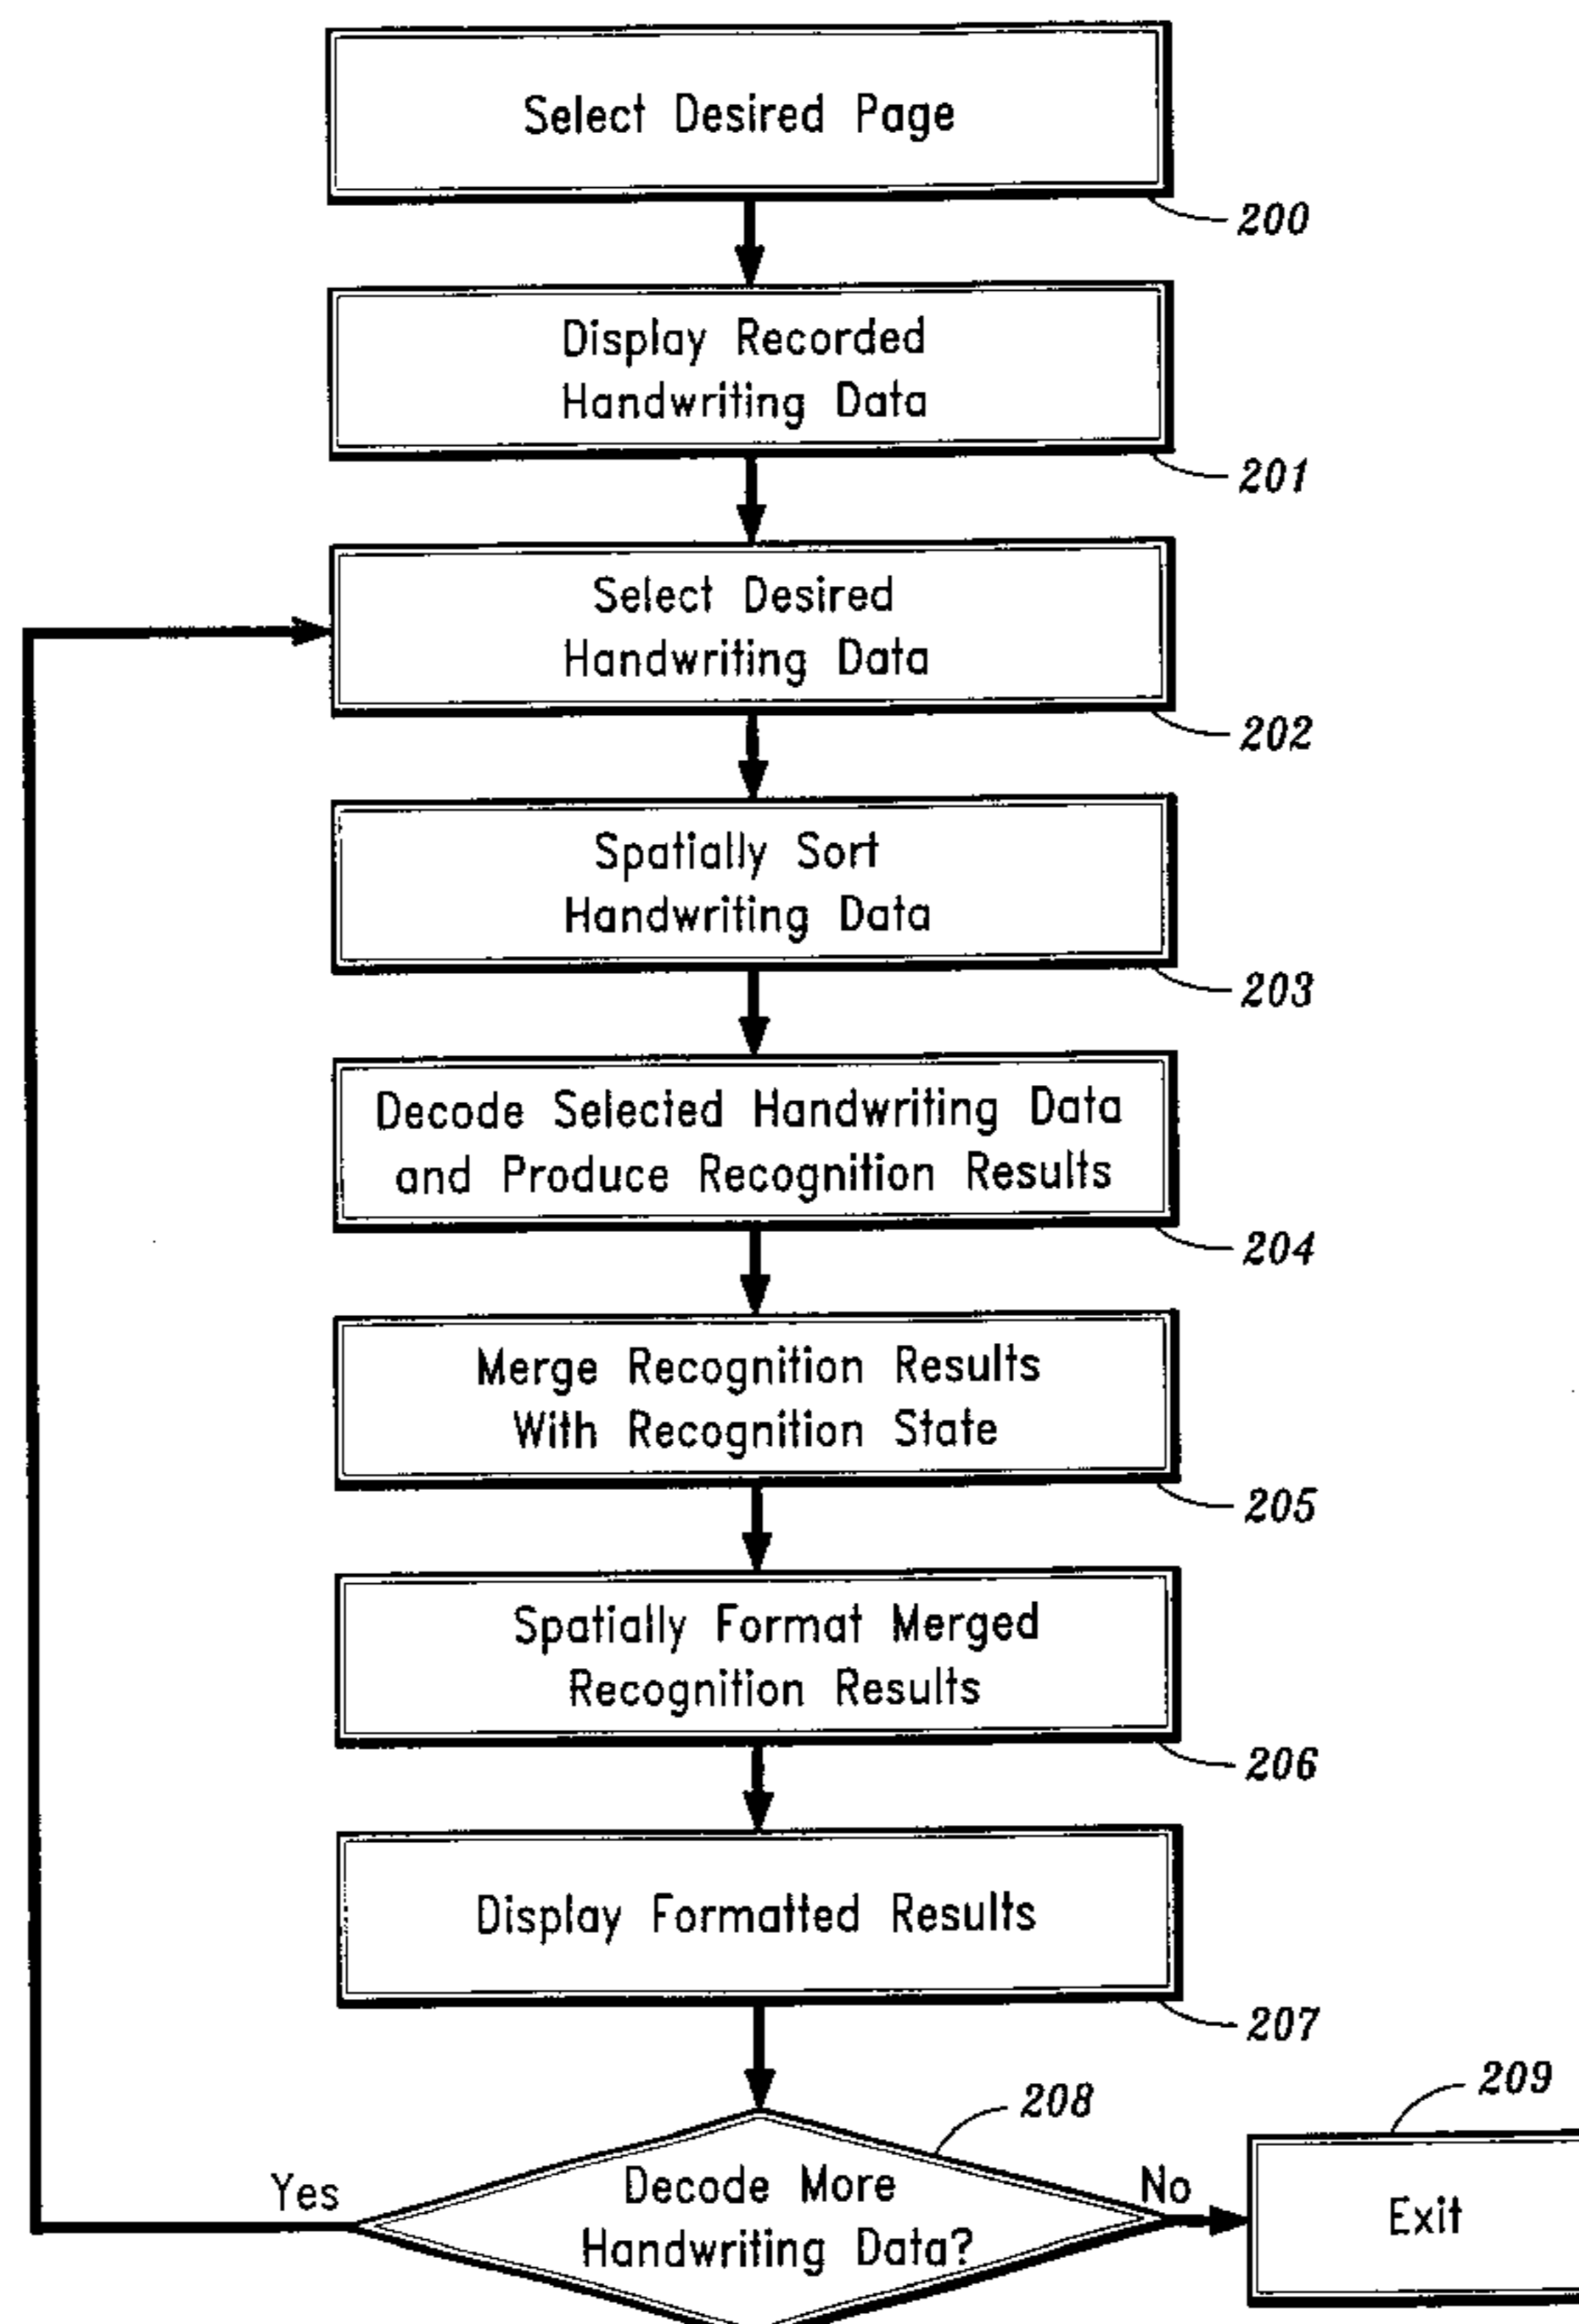 Select Desired Page
200
Display Recorded
Handwriting Data
201
Select Desired
Handwriting Data
202
Spatially Sort
Handwriting Data
203
Decode Selected Handwriting Data
and Produce Recognition Results
204
Merge Recognition Results
With Recognition State
205
Spatially Format Merged
Recognition Results
206
Display Formatted Results
207
208
209
Yes
Decode More
Handwriting Data?
No
Exit